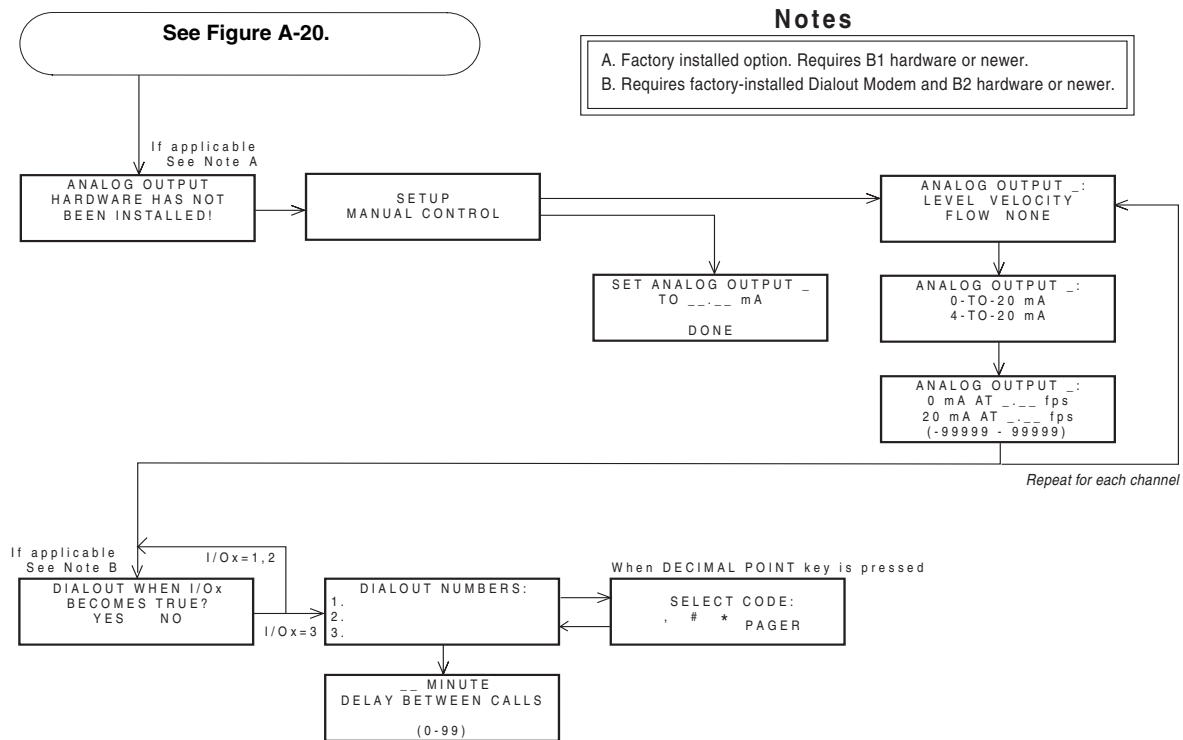 See Figure A-20.
Notes
A. Factory installed option. Requires B1 hardware or newer.
B. Requires factory-installed Dialout Modem and B2 hardware or newer.
If applicable
See Note A
ANALOG OUTPUT
HARDWARE HAS NOT
BEEN INSTALLED!
SETUP
MANUAL CONTROL
ANALOG OUTPUT _:
LEVEL VELOCITY
FLOW NONE
SET ANALOG OUTPUT _
TO __.__ mA
DONE
ANALOG OUTPUT _:
0-TO-20 mA
4-TO-20 mA
ANALOG OUTPUT _:
0 mA AT _.__ fps
20 mA AT _.__ fps
(-99999 - 99999)
Repeat for each channel
If applicable
See Note B
I/Ox=1,2
DIALOUT WHEN I/Ox
BECOMES TRUE?
YES NO
I/Ox=3
DIALOUT NUMBERS:
1.
2.
3.
When DECIMAL POINT key is pressed
SELECT CODE:
, # * PAGER
__ MINUTE
DELAY BETWEEN CALLS
(0-99)